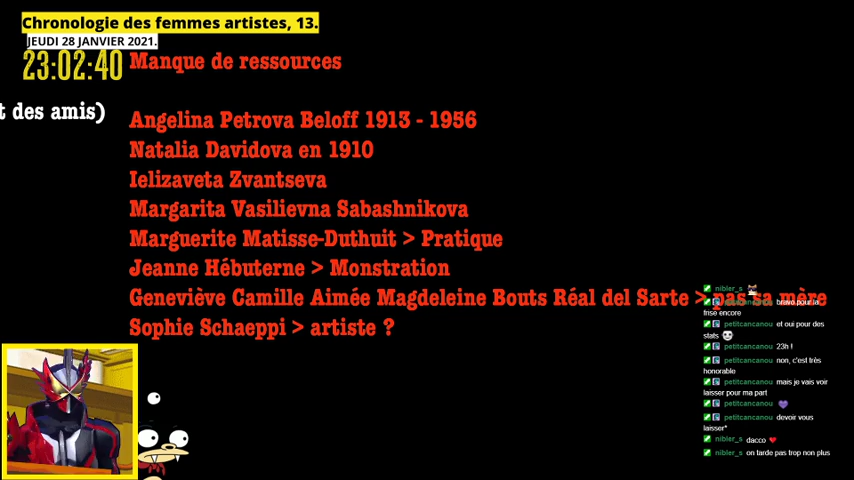 Chronologie des femmes artistes, 13.
JEUDI 28 JANVIER 2021.
23:02:40
Manque de ressources
t des amis)
Angelina Petrova Beloff 1913 - 1956
Natalia Davidova en 1910
Ielizaveta Zvantseva
Margarita Vasilievna Sabashnikova
Marguerite Matisse-Duthuit > Pratique
Jeanne Hébuterne > Monstration
Geneviève Camille Aimée Magdeleine Bouts Réal del Sarte > pas sa mère
Sophie Schaeppi > artiste ?
nibler_s
bravo pour la
frise encore
petitcancanou et oui pour des
stats
petitcancanou 23h !
petitcancanou non, c'est très
honorable
petitcancanou mais je vais voir
laisser pour ma part
petitcancanou
petitcancanou devoir vous
laisser*
nibler_s dacco
nibler_s on tarde pas trop non plus